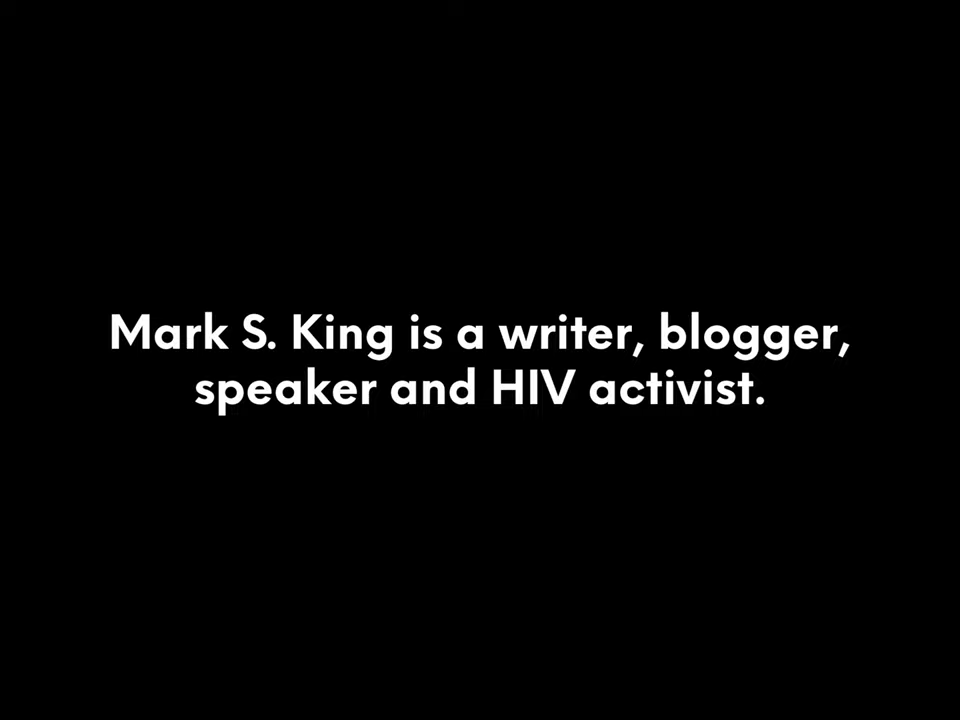 Mark S. King is a writer, blogger,
speaker and HIV activist.